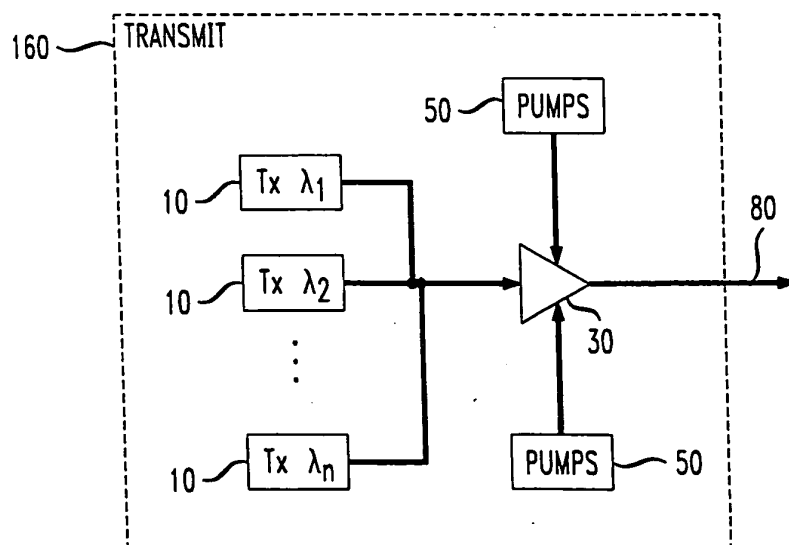 160
TRANSMIT
50
PUMPS
10
Tx λ1
80
10
Tx λ2
30
10
Tx λn
PUMPS
50